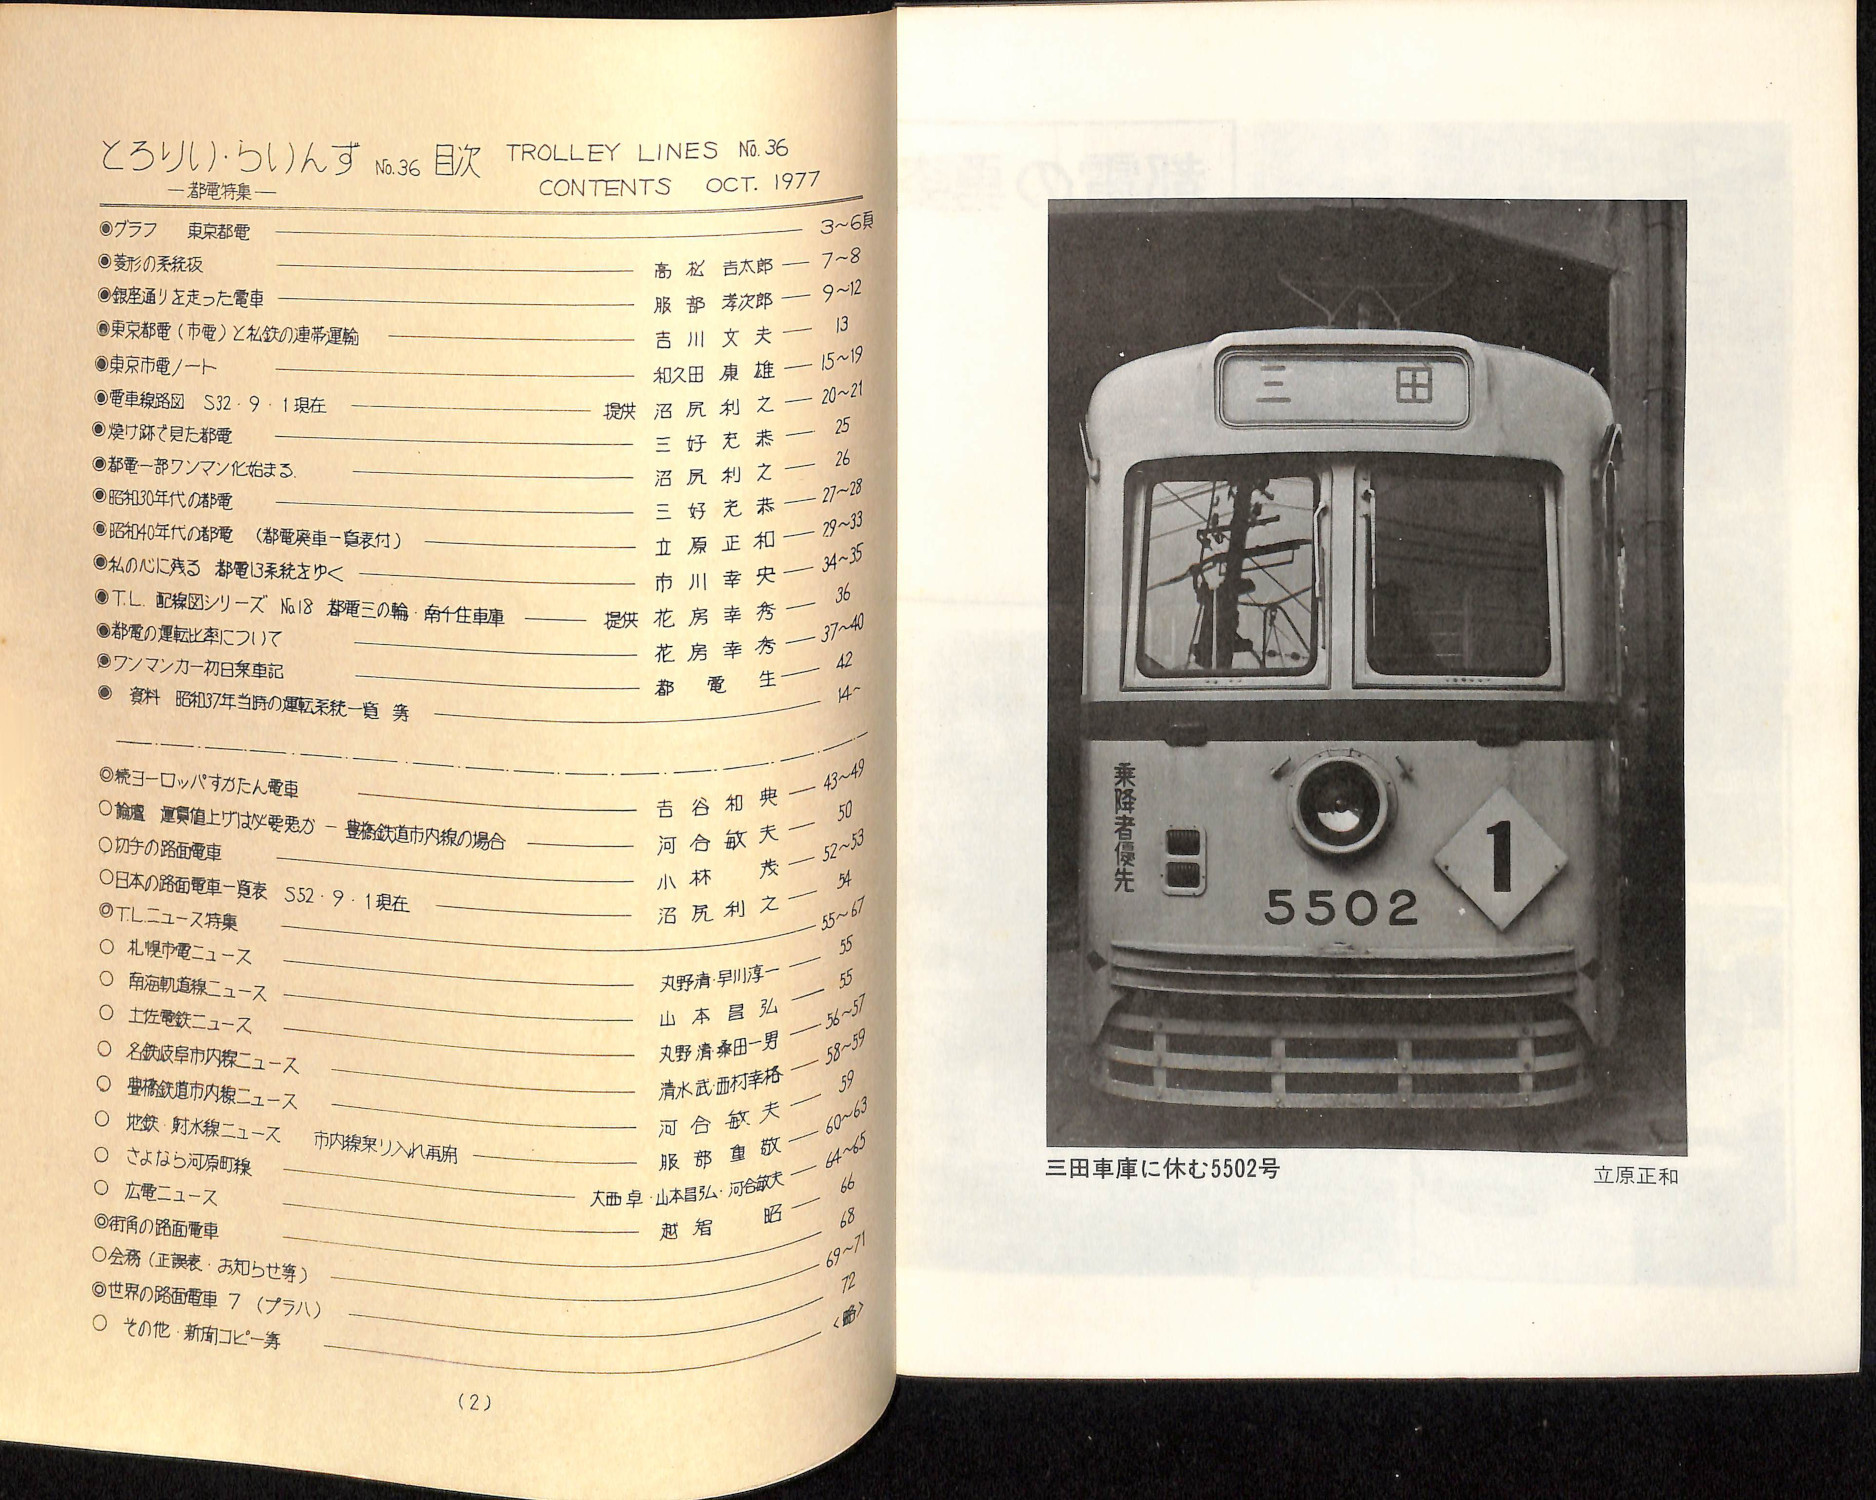 とろりい・らいんず No.36 目次 TROLLEY LINES No.36
―都電特集― CONTENTS OCT. 1977
◉グラフ 東京都電 3~6頁
◉菱形の系統板 高松吉太郎 7~8
◉銀座通りを走った電車 服部孝次郎 9~12
◉東京都電(市電)と私鉄の連帯運輸 吉川文夫 13
◉東京市電ノート 和久田康雄 15~19
◉電車線路図 S32・9・1現在 提供 沼尻利之 20~21
◉焼け跡で見た都電 三好充恭 25
◉都電一部ワンマン化始まる. 沼尻利之 26
◉昭和30年代の都電 三好充恭 27~28
◉昭和40年代の都電 (都電廃車一覧表付) 立原正和 29~33
◉私の心に残る 都電13系統をゆく 市川幸央 34~35
◉T.L. 配線図シリーズ No.18 都電三の輪・南千住車庫 提供 花房幸秀 36
◉都電の運転比率について 花房幸秀 37~40
◉ワンマンカー初日乗車記 都電生 42
◉ 資料 昭和37年当時の運転系統一覧 等 14~
◎続ヨーロッパすかたん電車 吉谷和典 43~49
○論壇 運賃値上げは必要悪か - 豊橋鉄道市内線の場合 河合敏夫 50
○切手の路面電車 小林茂 52~53
○日本の路面電車一覧表 S52・9・1現在 沼尻利之 54
◎T.L.ニュース特集 55~67
○ 札幌市電ニュース 丸野清・早川淳一 55
○ 南海軌道線ニュース 山本昌弘 55
○ 土佐電鉄ニュース 丸野清・桑田一男 56~57
○ 名鉄岐阜市内線ニュース 清水武・西村幸格 58~59
○ 豊橋鉄道市内線ニュース 河合敏夫 59
○ 地鉄・射水線ニュース 市内線乗り入れ再開 服部重敬 60~63
○ さよなら河原町線 大西卓・山本昌弘・河合敏夫 64~65
○ 広電ニュース 越智昭 66
◎街角の路面電車 68
○会務(正誤表・お知らせ等) 69~71
◎世界の路面電車 7 (プラハ) 72
○ その他・新聞コピー等 <略>
(2)
三田
乗降者優先
1
5502
三田車庫に休む5502号 立原正和